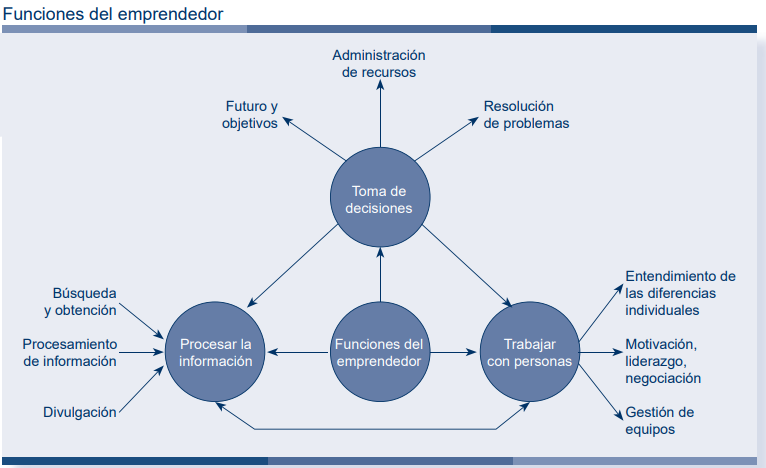 Funciones del emprendedor
Administración
de recursos
Futuro y
objetivos
Resolución
de problemas
Toma de
decisiones
Búsqueda
y obtención
Procesamiento
de información
Divulgación
Procesar la
información
Funciones del
emprendedor
Trabajar
con personas
Entendimiento de
las diferencias
individuales
Motivación,
liderazgo,
negociación
Gestión de
equipos